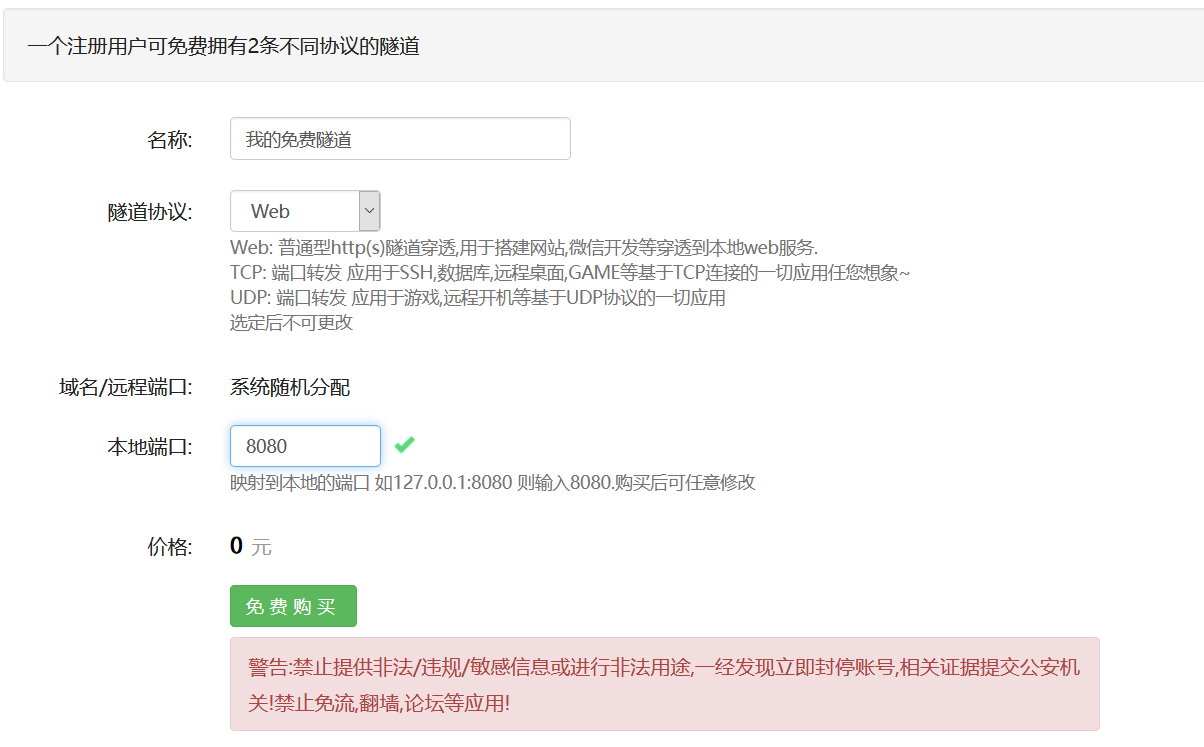 一个注册用户可免费拥有2条不同协议的隧道
名称: 我的免费隧道
隧道协议: Web
Web: 普通型http(s)隧道穿透,用于搭建网站,微信开发等穿透到本地web服务.
TCP: 端口转发 应用于SSH,数据库,远程桌面,GAME等基于TCP连接的一切应用任您想象~
UDP: 端口转发 应用于游戏,远程开机等基于UDP协议的一切应用
选定后不可更改
域名/远程端口: 系统随机分配
本地端口: 8080
映射到本地的端口 如127.0.0.1:8080 则输入8080.购买后可任意修改
价格: 0 元
免费购买
警告:禁止提供非法/违规/敏感信息或进行非法用途,一经发现立即封停账号,相关证据提交公安机
关!禁止免流,翻墙,论坛等应用!